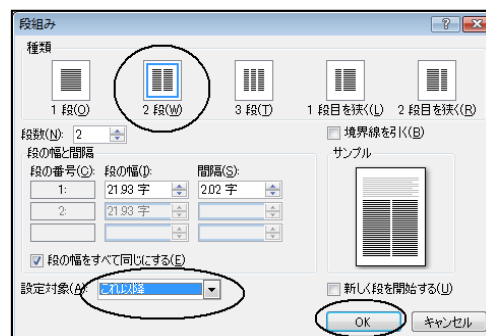 段組み
種類
1 段(O) 2 段(W) 3 段(T) 1 段目を狭く(L) 2 段目を狭く(R)
段数(N): 2 境界線を引く(B)
段の幅と間隔 サンプル
段の番号(C): 段の幅(I): 間隔(S):
1: 21.93 字 2.02 字
2: 21.93 字
段の幅をすべて同じにする(E)
設定対象(A): これ以降 新しく段を開始する(U)
OK キャンセル